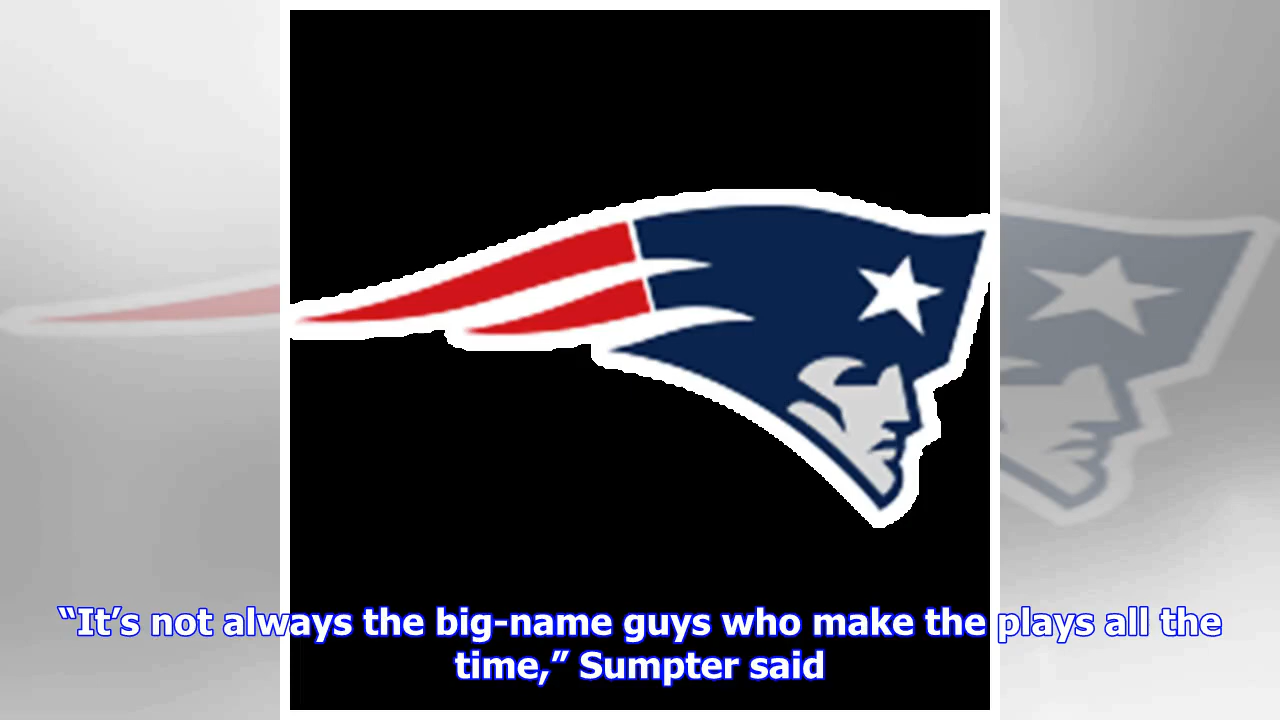 “It’s not always the big-name guys who make the plays all the
time,” Sumpter said